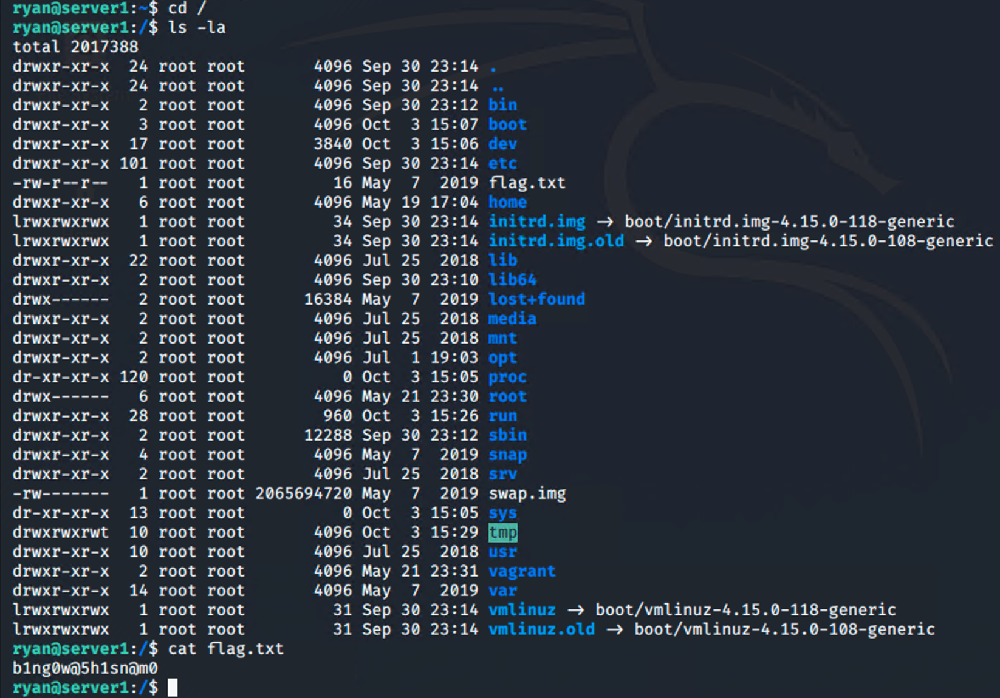 ryan@server1:~$ cd /
ryan@server1:/$ ls -la
total 2017388
drwxr-xr-x  24 root root       4096 Sep 30 23:14 .
drwxr-xr-x  24 root root       4096 Sep 30 23:14 ..
drwxr-xr-x   2 root root       4096 Sep 30 23:12 bin
drwxr-xr-x   3 root root       4096 Oct  3 15:07 boot
drwxr-xr-x  17 root root       3840 Oct  3 15:06 dev
drwxr-xr-x 101 root root       4096 Sep 30 23:14 etc
-rw-r--r--   1 root root         16 May  7  2019 flag.txt
drwxr-xr-x   6 root root       4096 May 19 17:04 home
lrwxrwxrwx   1 root root         34 Sep 30 23:14 initrd.img → boot/initrd.img-4.15.0-118-generic
lrwxrwxrwx   1 root root         34 Sep 30 23:14 initrd.img.old → boot/initrd.img-4.15.0-108-generic
drwxr-xr-x  22 root root       4096 Jul 25  2018 lib
drwxr-xr-x   2 root root       4096 Sep 30 23:10 lib64
drwx------   2 root root      16384 May  7  2019 lost+found
drwxr-xr-x   2 root root       4096 Jul 25  2018 media
drwxr-xr-x   2 root root       4096 Jul 25  2018 mnt
drwxr-xr-x   2 root root       4096 Jul  1 19:03 opt
dr-xr-xr-x 120 root root          0 Oct  3 15:05 proc
drwx------   6 root root       4096 May 21 23:30 root
drwxr-xr-x  28 root root        960 Oct  3 15:26 run
drwxr-xr-x   2 root root      12288 Sep 30 23:12 sbin
drwxr-xr-x   4 root root       4096 May  7  2019 snap
drwxr-xr-x   2 root root       4096 Jul 25  2018 srv
-rw-------   1 root root 2065694720 May  7  2019 swap.img
dr-xr-xr-x  13 root root          0 Oct  3 15:05 sys
drwxrwxrwt  10 root root       4096 Oct  3 15:29 tmp
drwxr-xr-x  10 root root       4096 Jul 25  2018 usr
drwxr-xr-x   2 root root       4096 May 21 23:31 vagrant
drwxr-xr-x  14 root root       4096 May  7  2019 var
lrwxrwxrwx   1 root root         31 Sep 30 23:14 vmlinuz → boot/vmlinuz-4.15.0-118-generic
lrwxrwxrwx   1 root root         31 Sep 30 23:14 vmlinuz.old → boot/vmlinuz-4.15.0-108-generic
ryan@server1:/$ cat flag.txt
b1ng0w@5h1sn@m0
ryan@server1:/$